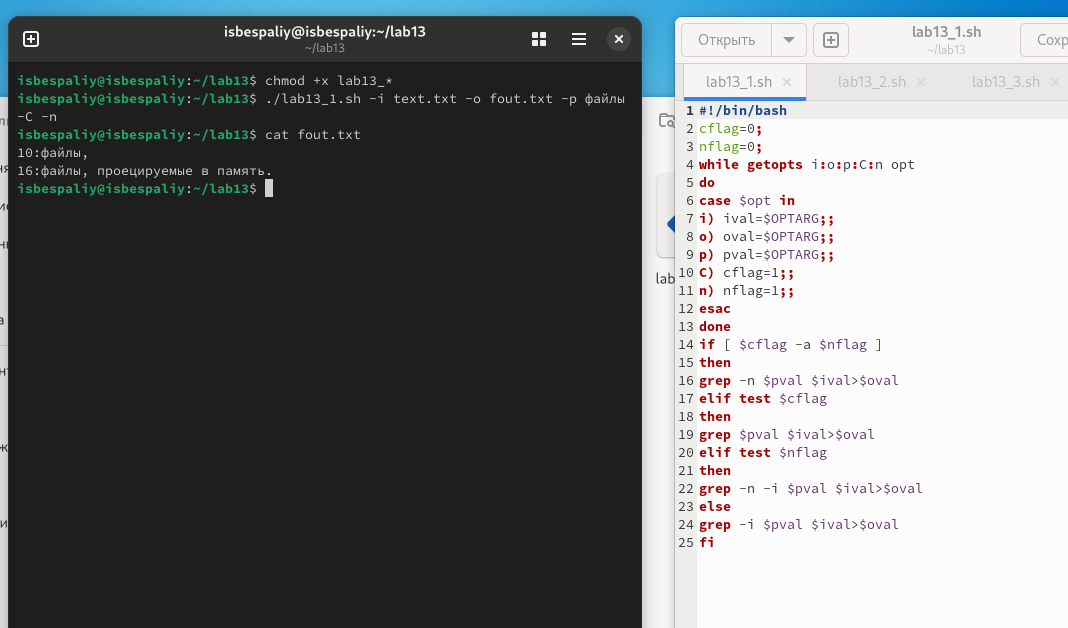 isbespaliy@isbespaliy:~/lab13
~/lab13
isbespaliy@isbespaliy:~/lab13$ chmod +x lab13_*
isbespaliy@isbespaliy:~/lab13$ ./lab13_1.sh -i text.txt -o fout.txt -p файлы
-C -n
isbespaliy@isbespaliy:~/lab13$ cat fout.txt
10:файлы,
16:файлы, проецируемые в память.
isbespaliy@isbespaliy:~/lab13$
lab
Открыть
lab13_1.sh
~/lab13
lab13_1.sh
lab13_2.sh
lab13_3.sh
1 #!/bin/bash
2 cflag=0;
3 nflag=0;
4 while getopts i:o:p:C:n opt
5 do
6 case $opt in
7 i) ival=$OPTARG;;
8 o) oval=$OPTARG;;
9 p) pval=$OPTARG;;
10 C) cflag=1;;
11 n) nflag=1;;
12 esac
13 done
14 if [ $cflag -a $nflag ]
15 then
16 grep -n $pval $ival>$oval
17 elif test $cflag
18 then
19 grep $pval $ival>$oval
20 elif test $nflag
21 then
22 grep -n -i $pval $ival>$oval
23 else
24 grep -i $pval $ival>$oval
25 fi